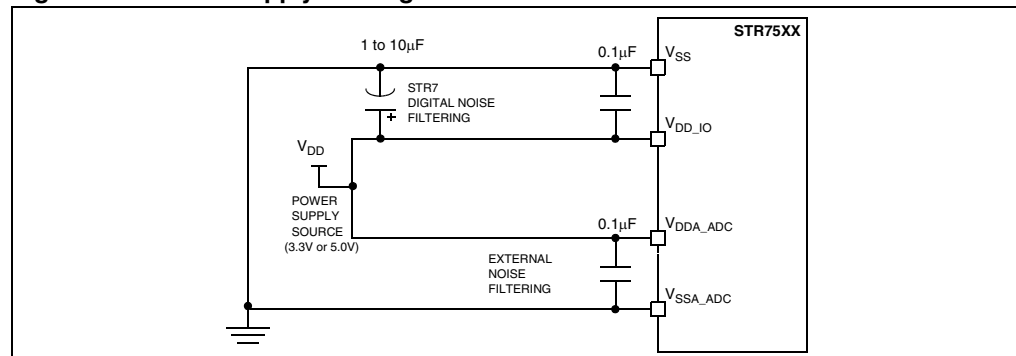 STR75XX
1 to 10μF
0.1μF
VSS
STR7
DIGITAL NOISE
FILTERING
+
VDD_IO
VDD
POWER
SUPPLY
SOURCE
(3.3V or 5.0V)
0.1μF
VDDA_ADC
EXTERNAL
NOISE
FILTERING
VSSA_ADC